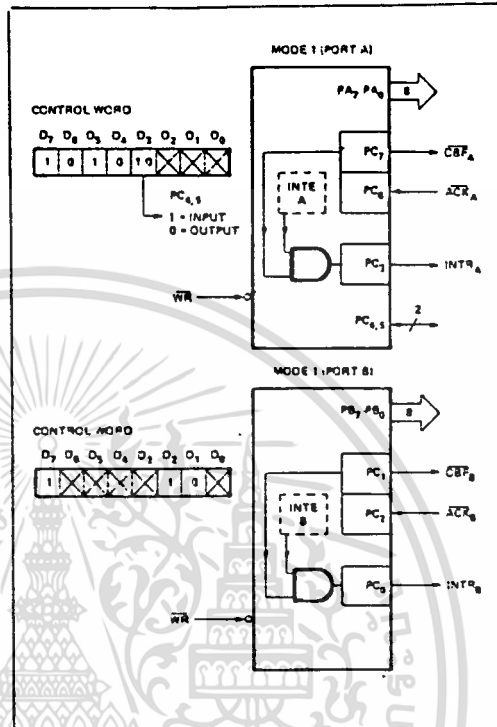 MODE 1 (PORT A)
PA7 PA0 8
CONTROL WORD
D7 D6 D5 D4 D3 D2 D1 D0
1 0 1 0 1 0
PC4,5
1 = INPUT
0 = OUTPUT
PC7 OBFA
INTE A
PC6 ACKA
PC3 INTRA
WR
PC4,5 2
MODE 1 (PORT B)
PB7 PB0 8
CONTROL WORD
D7 D6 D5 D4 D3 D2 D1 D0
1 1 0
PC1 OBFB
INTE B
PC2 ACKB
PC0 INTRB
WR